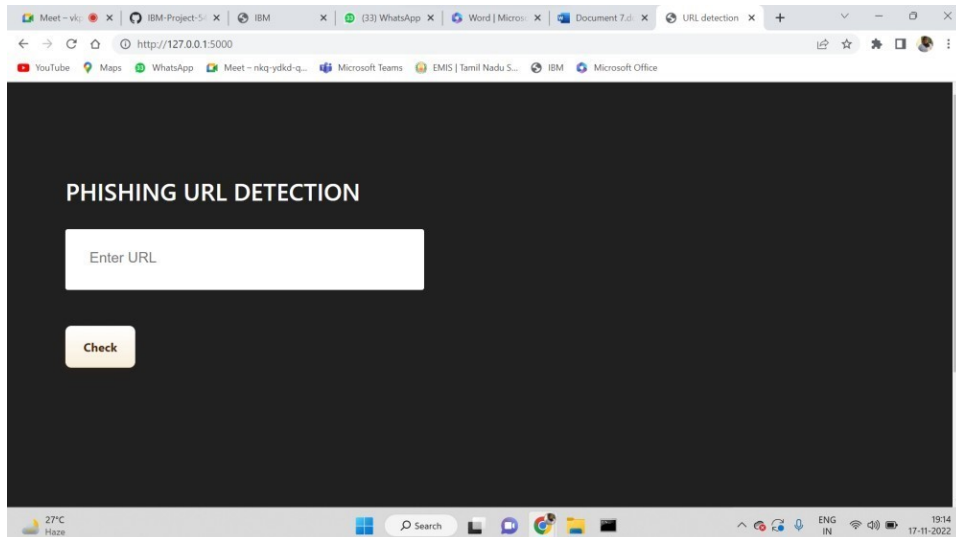 Meet – vk
IBM-Project-5
IBM
(33) WhatsApp
Word | Micros
Document 7.d
URL detection
http://127.0.0.1:5000
YouTube
Maps
WhatsApp
Meet – nkq-ydkd-q...
Microsoft Teams
EMIS | Tamil Nadu S...
IBM
Microsoft Office
PHISHING URL DETECTION
Enter URL
Check
27°C
Haze
Search
ENG
IN
19:14
17-11-2022